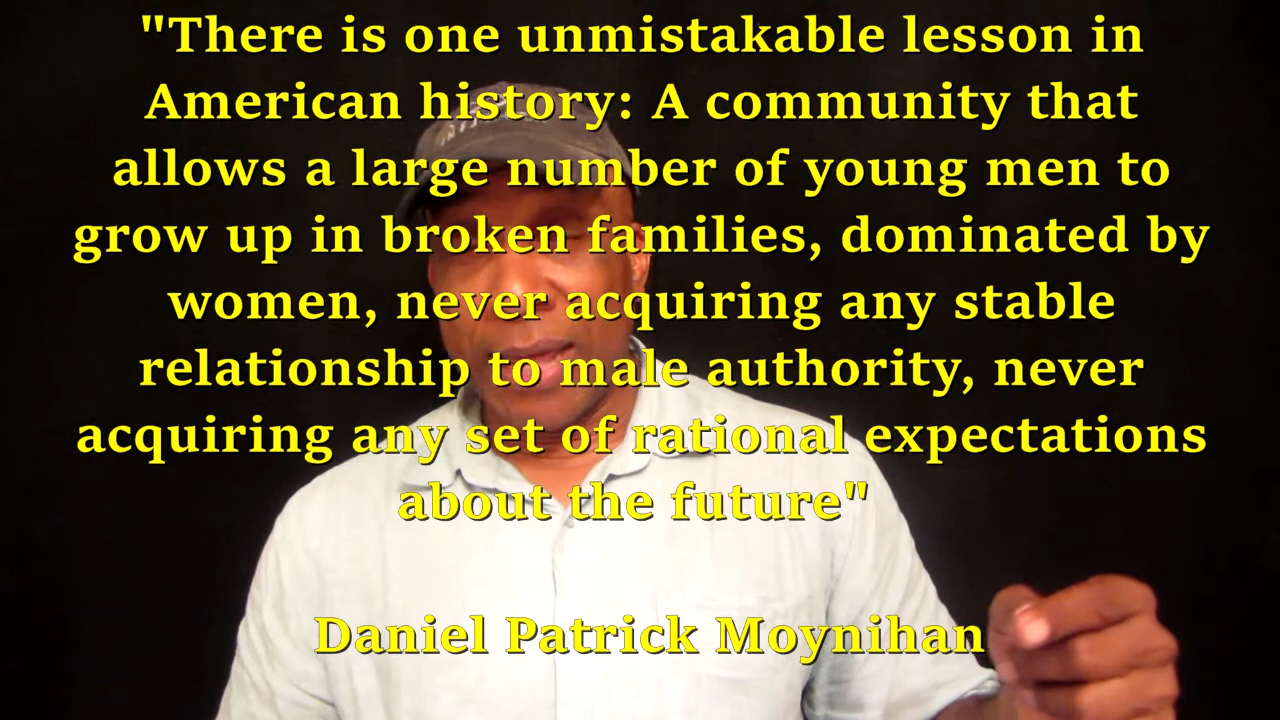 "There is one unmistakable lesson in
American history: A community that
allows a large number of young men to
grow up in broken families, dominated by
women, never acquiring any stable
relationship to male authority, never
acquiring any set of rational expectations
about the future"
Daniel Patrick Moynihan